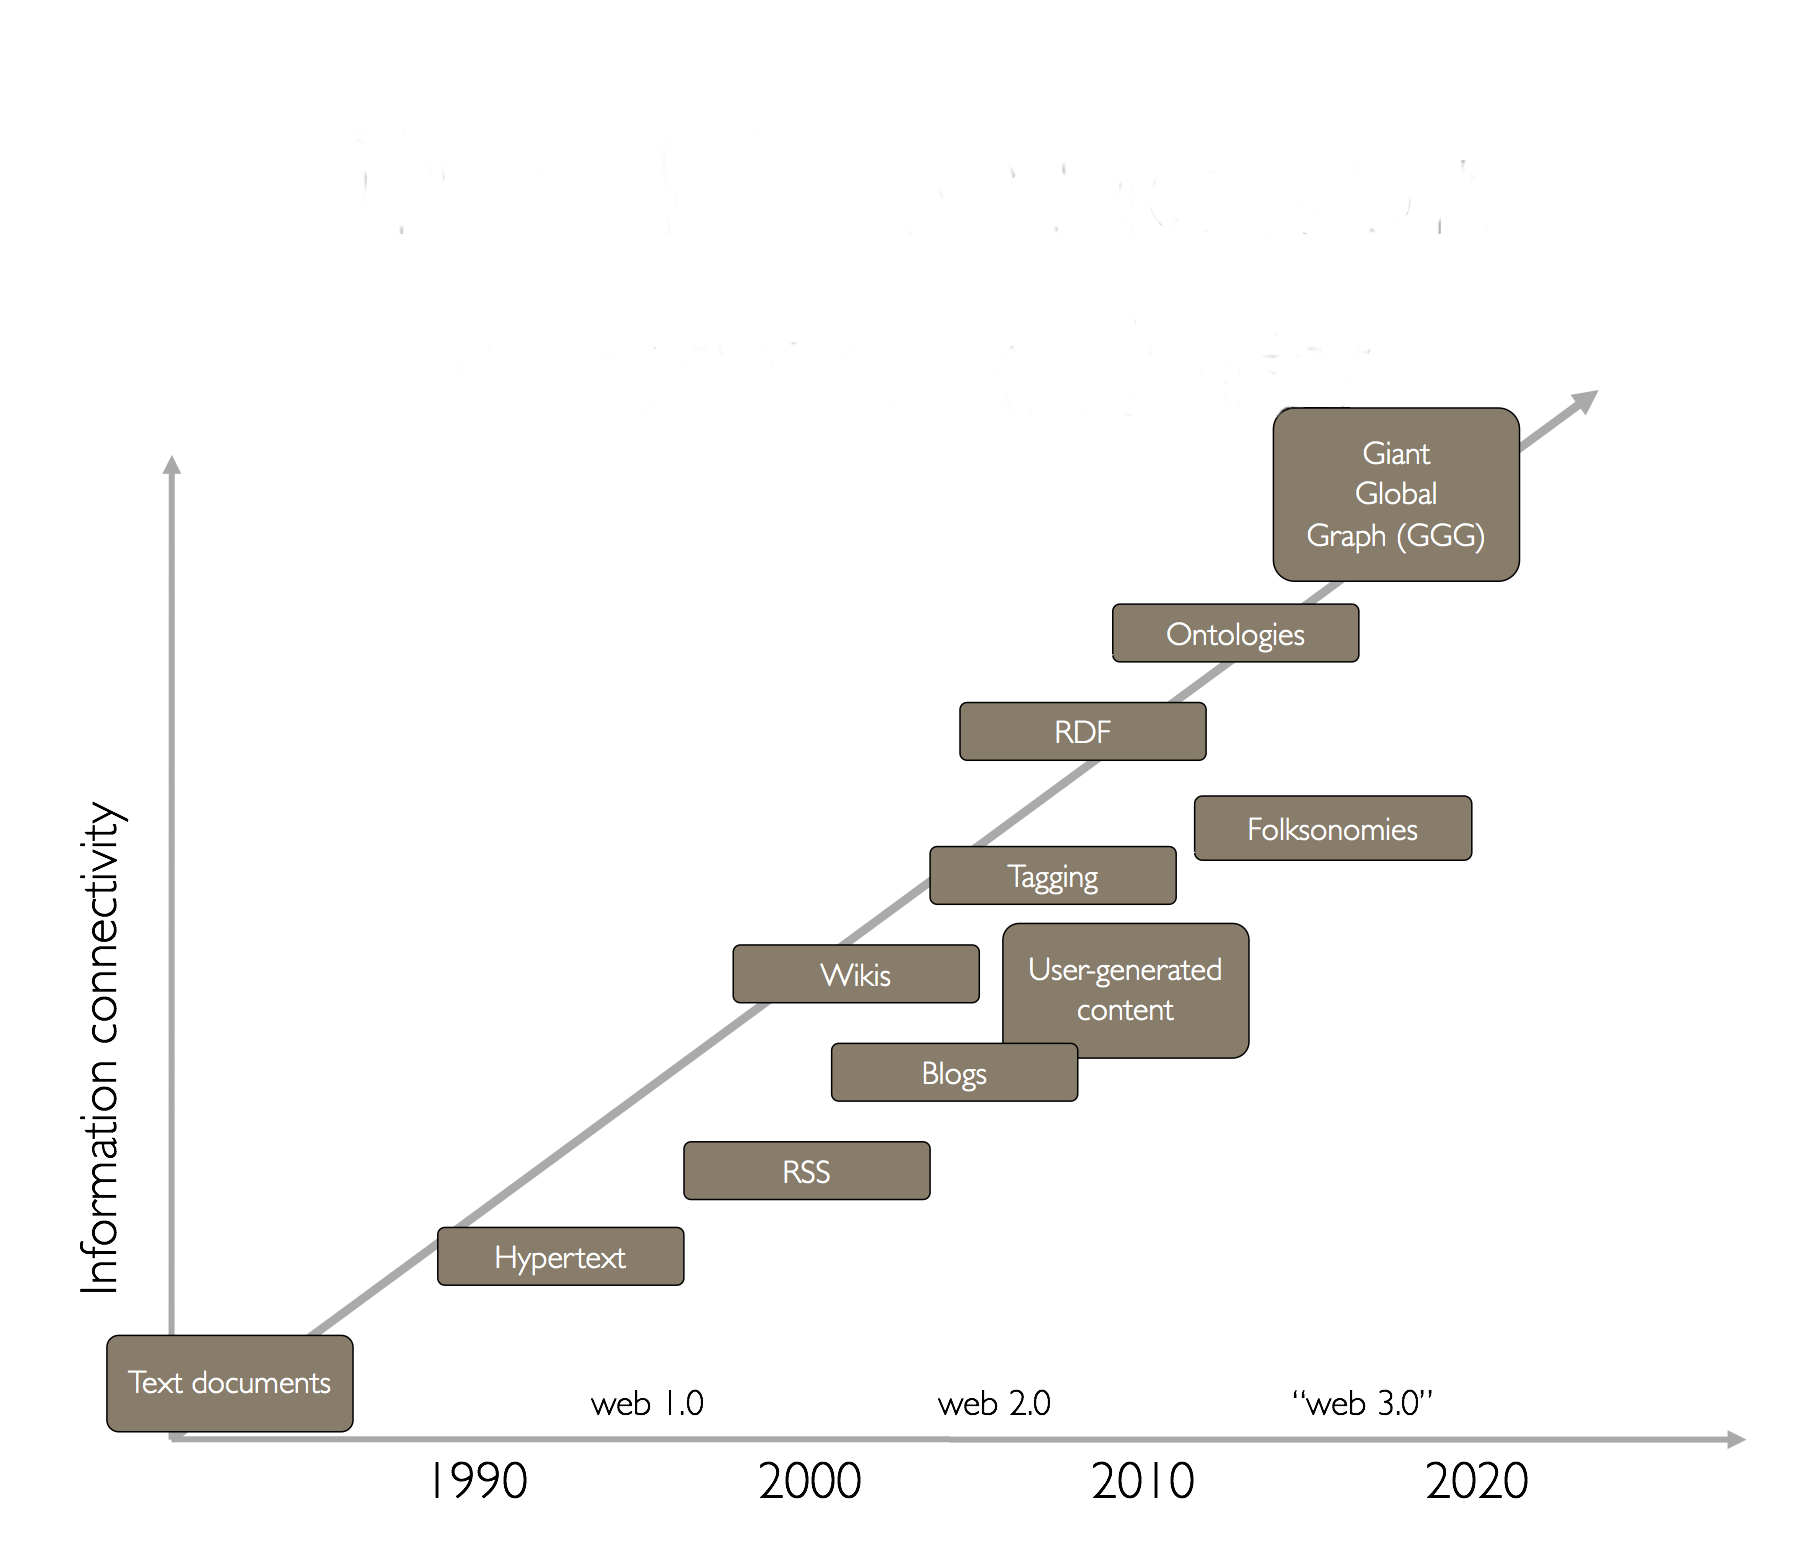 Giant
Global
Graph (GGG)
Ontologies
RDF
Folksonomies
Tagging
User-generated
content
Wikis
Blogs
RSS
Hypertext
Text documents
Information connectivity
web 1.0
web 2.0
“web 3.0”
1990
2000
2010
2020